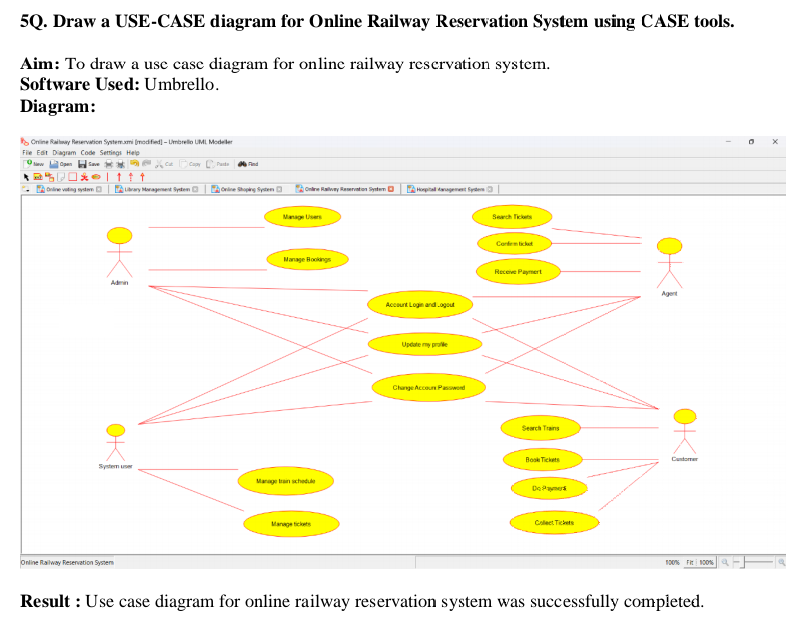 5Q. Draw a USE-CASE diagram for Online Railway Reservation System using CASE tools.
Aim: To draw a use case diagram for online railway reservation system.
Software Used: Umbrello.
Diagram:
Online Railway Reservation System.xmi [modified] – Umbrello UML Modeller
File Edit Diagram Code Settings Help
New Open Save Cut Copy Paste Find
Online voting system Library Management System Online Shoping System Online Railway Reservation System Hospitall Management System
Manage Users
Search Tickets
Confirm ticket
Manage Bookings
Receive Payment
Admin
Agent
Account Login and Logout
Update my profile
Change Account Password
Search Trains
System user
Book Tickets
Customer
Manage train schedule
Do Payment
Manage tickets
Collect Tickets
Online Railway Reservation System 100% Fit 100%
Result : Use case diagram for online railway reservation system was successfully completed.